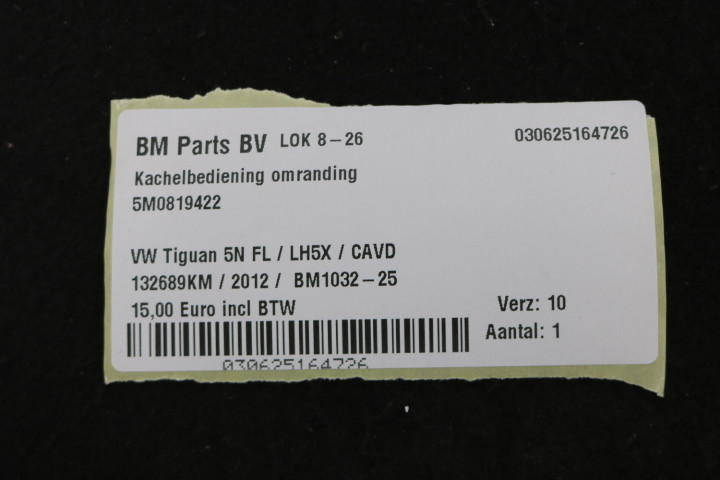 BM Parts BV LOK 8-26 030625164726
Kachelbediening omranding
5M0819422
VW Tiguan 5N FL / LH5X / CAVD
132689KM / 2012 / BM1032-25
15,00 Euro incl BTW
Verz: 10
Aantal: 1
030625164726